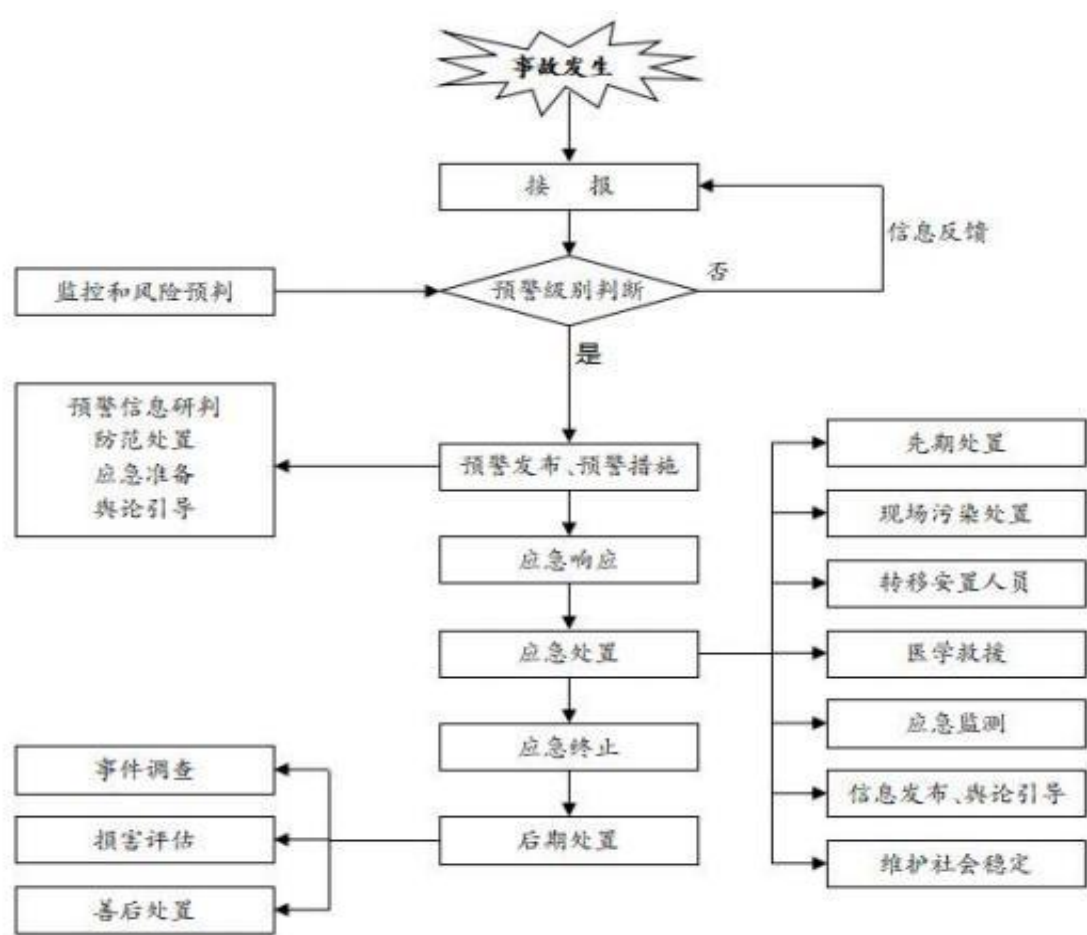 事故发生
接 报
信息反馈
监控和风险预判
预警级别判断
否
是
预警信息研判
防范处置
应急准备
舆论引导
预警发布、预警措施
先期处置
现场污染处置
应急响应
转移安置人员
应急处置
医学救援
应急终止
应急监测
事件调查
信息发布、舆论引导
损害评估
后期处置
维护社会稳定
善后处置